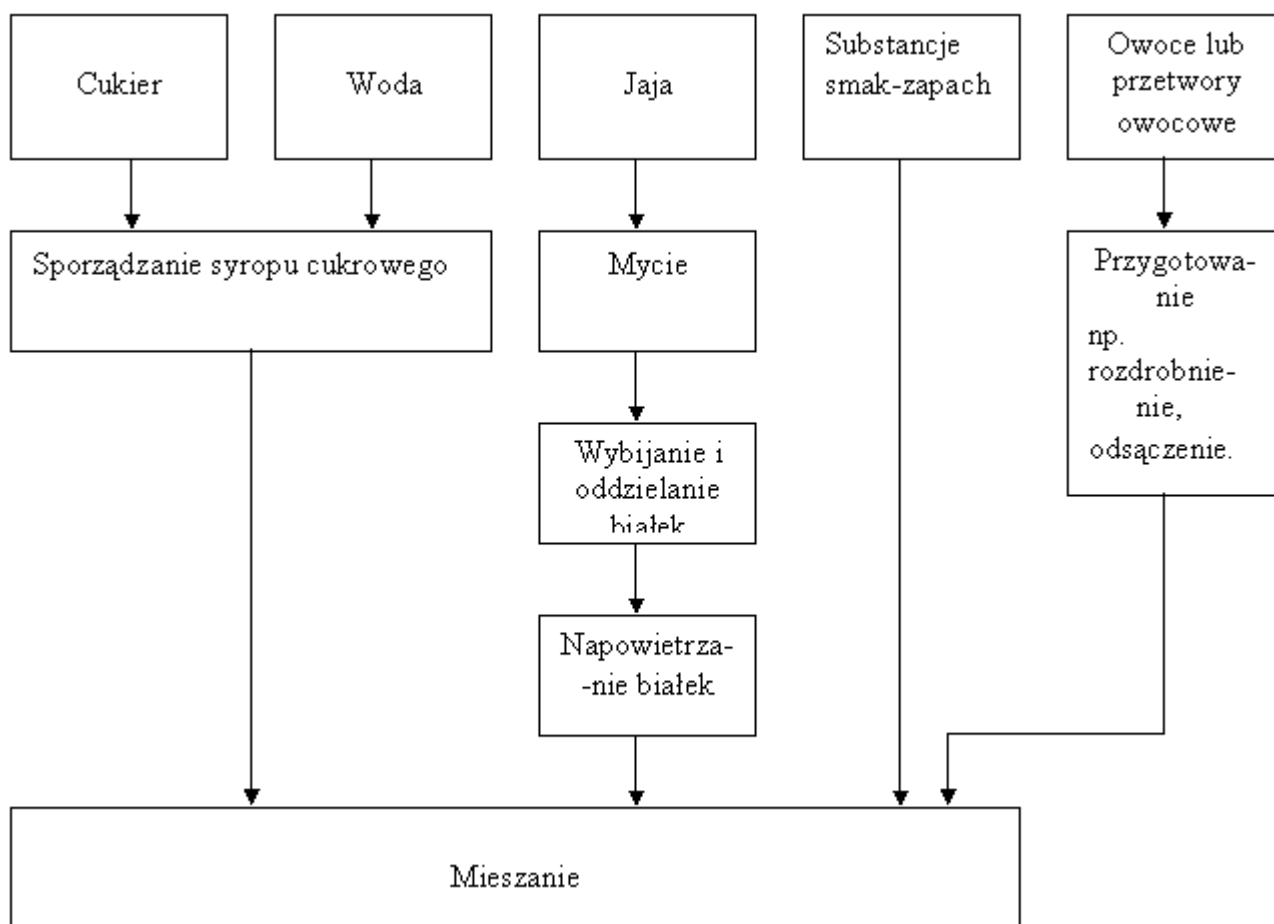 Cukier
Woda
Jaja
Substancje
smak-zapach
Owoce lub
przetwory
owocowe
Sporządzanie syropu cukrowego
Mycie
Przygotowa-
nie
np.
rozdrobnie-
nie,
odsączenie.
Wybijanie i
oddzielanie
białek
Napowietrza-
-nie białek
Mieszanie